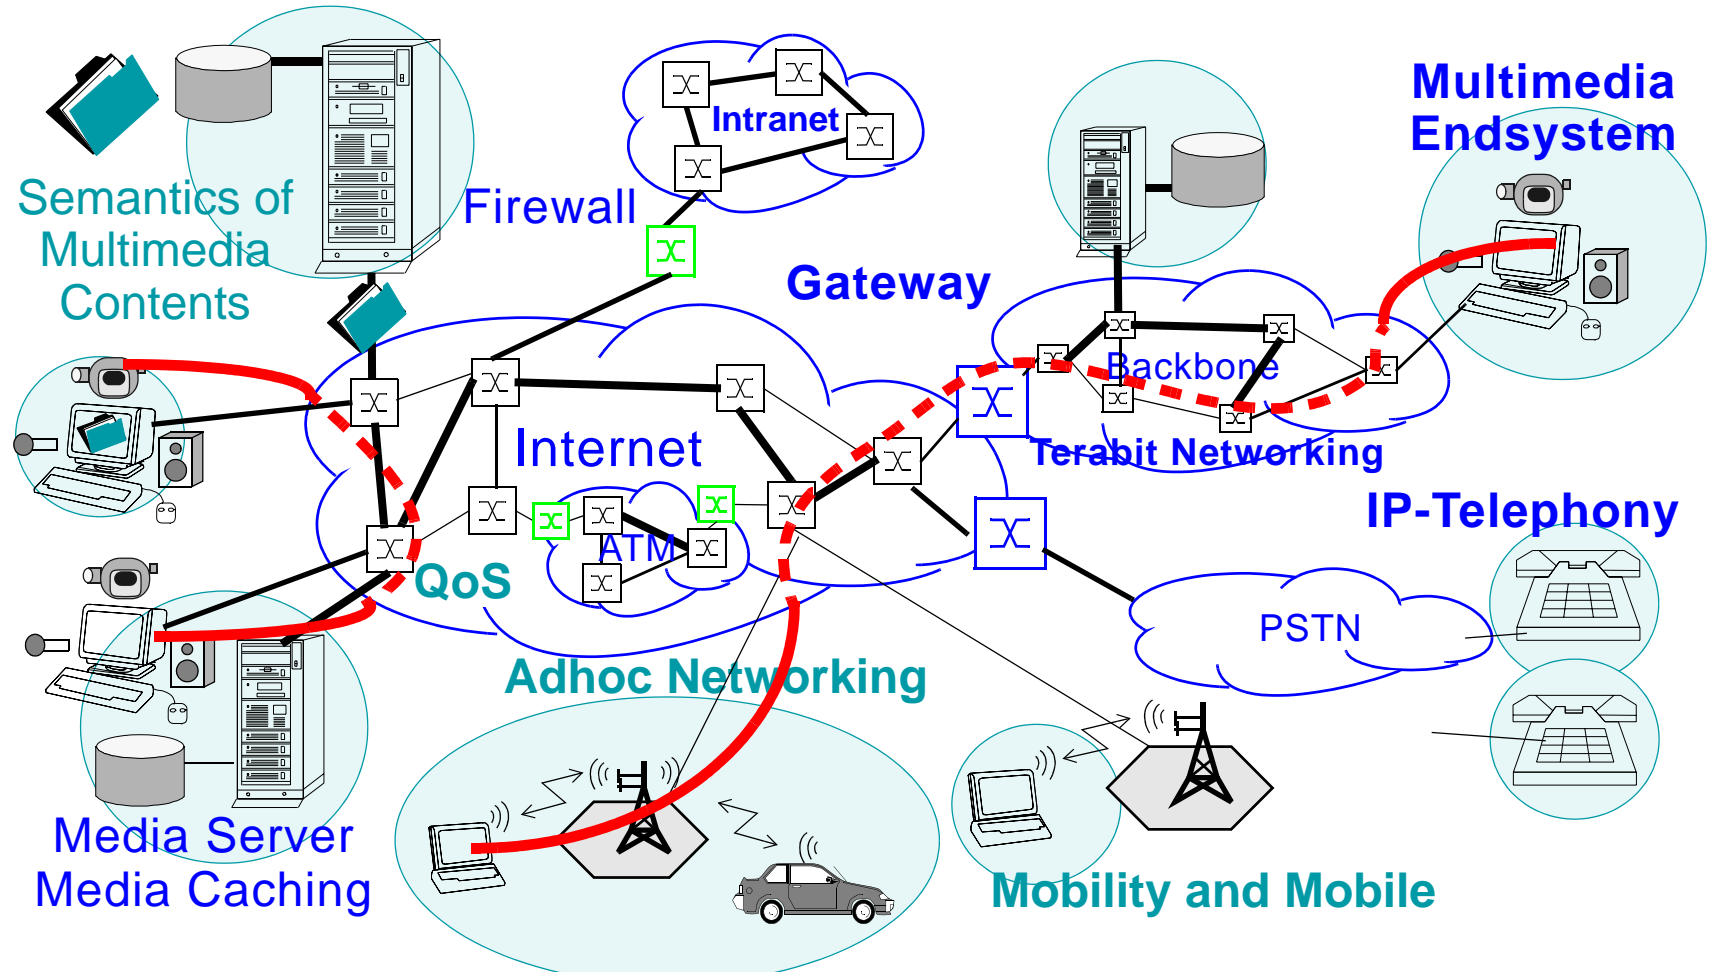 Multimedia
Endsystem
Intranet
Semantics of
Multimedia
Contents
Firewall
Gateway
Backbone
Internet
Terabit Networking
IP-Telephony
ATM
QoS
PSTN
Adhoc Networking
Media Server
Media Caching
Mobility and Mobile